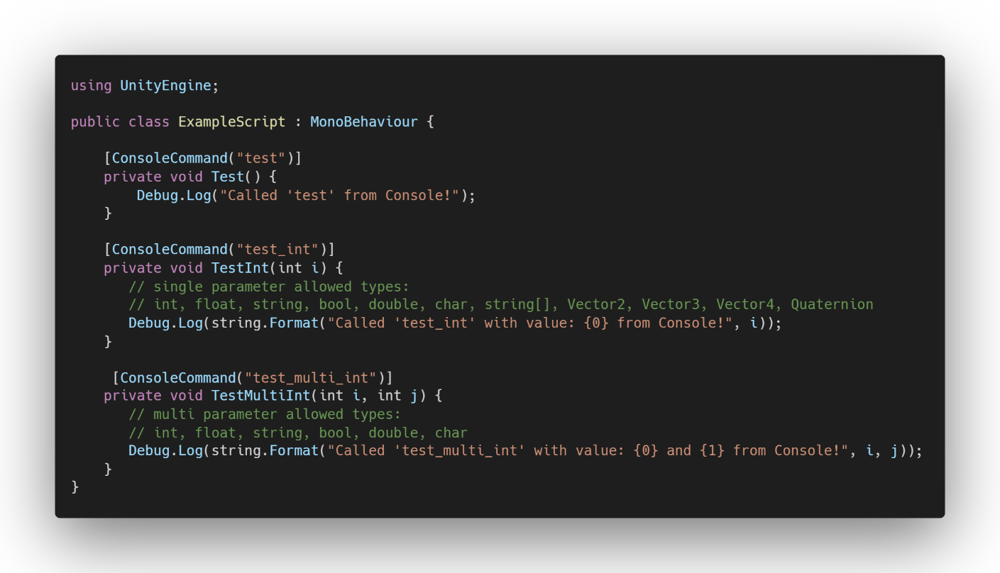 using UnityEngine;
public class ExampleScript : MonoBehaviour {
[ConsoleCommand("test")]
private void Test() {
Debug.Log("Called 'test' from Console!");
}
[ConsoleCommand("test_int")]
private void TestInt(int i) {
// single parameter allowed types:
// int, float, string, bool, double, char, string[], Vector2, Vector3, Vector4, Quaternion
Debug.Log(string.Format("Called 'test_int' with value: {0} from Console!", i));
}
[ConsoleCommand("test_multi_int")]
private void TestMultiInt(int i, int j) {
// multi parameter allowed types:
// int, float, string, bool, double, char
Debug.Log(string.Format("Called 'test_multi_int' with value: {0} and {1} from Console!", i, j));
}
}